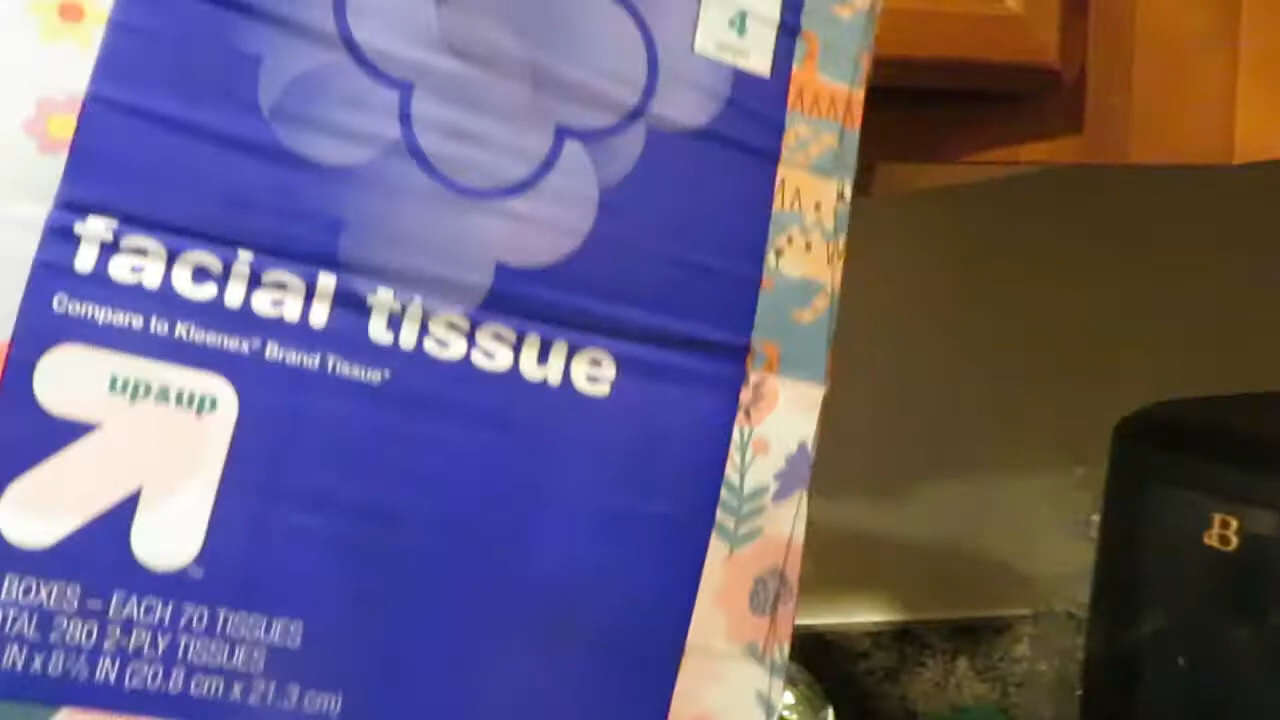 4
facial tissue
Compare to Kleenex® Brand Tissue*
up&up
BOXES – EACH 70 TISSUES
TAL 280 2-PLY TISSUES
IN x 8⅜ IN (20.8 cm x 21.3 cm)
B